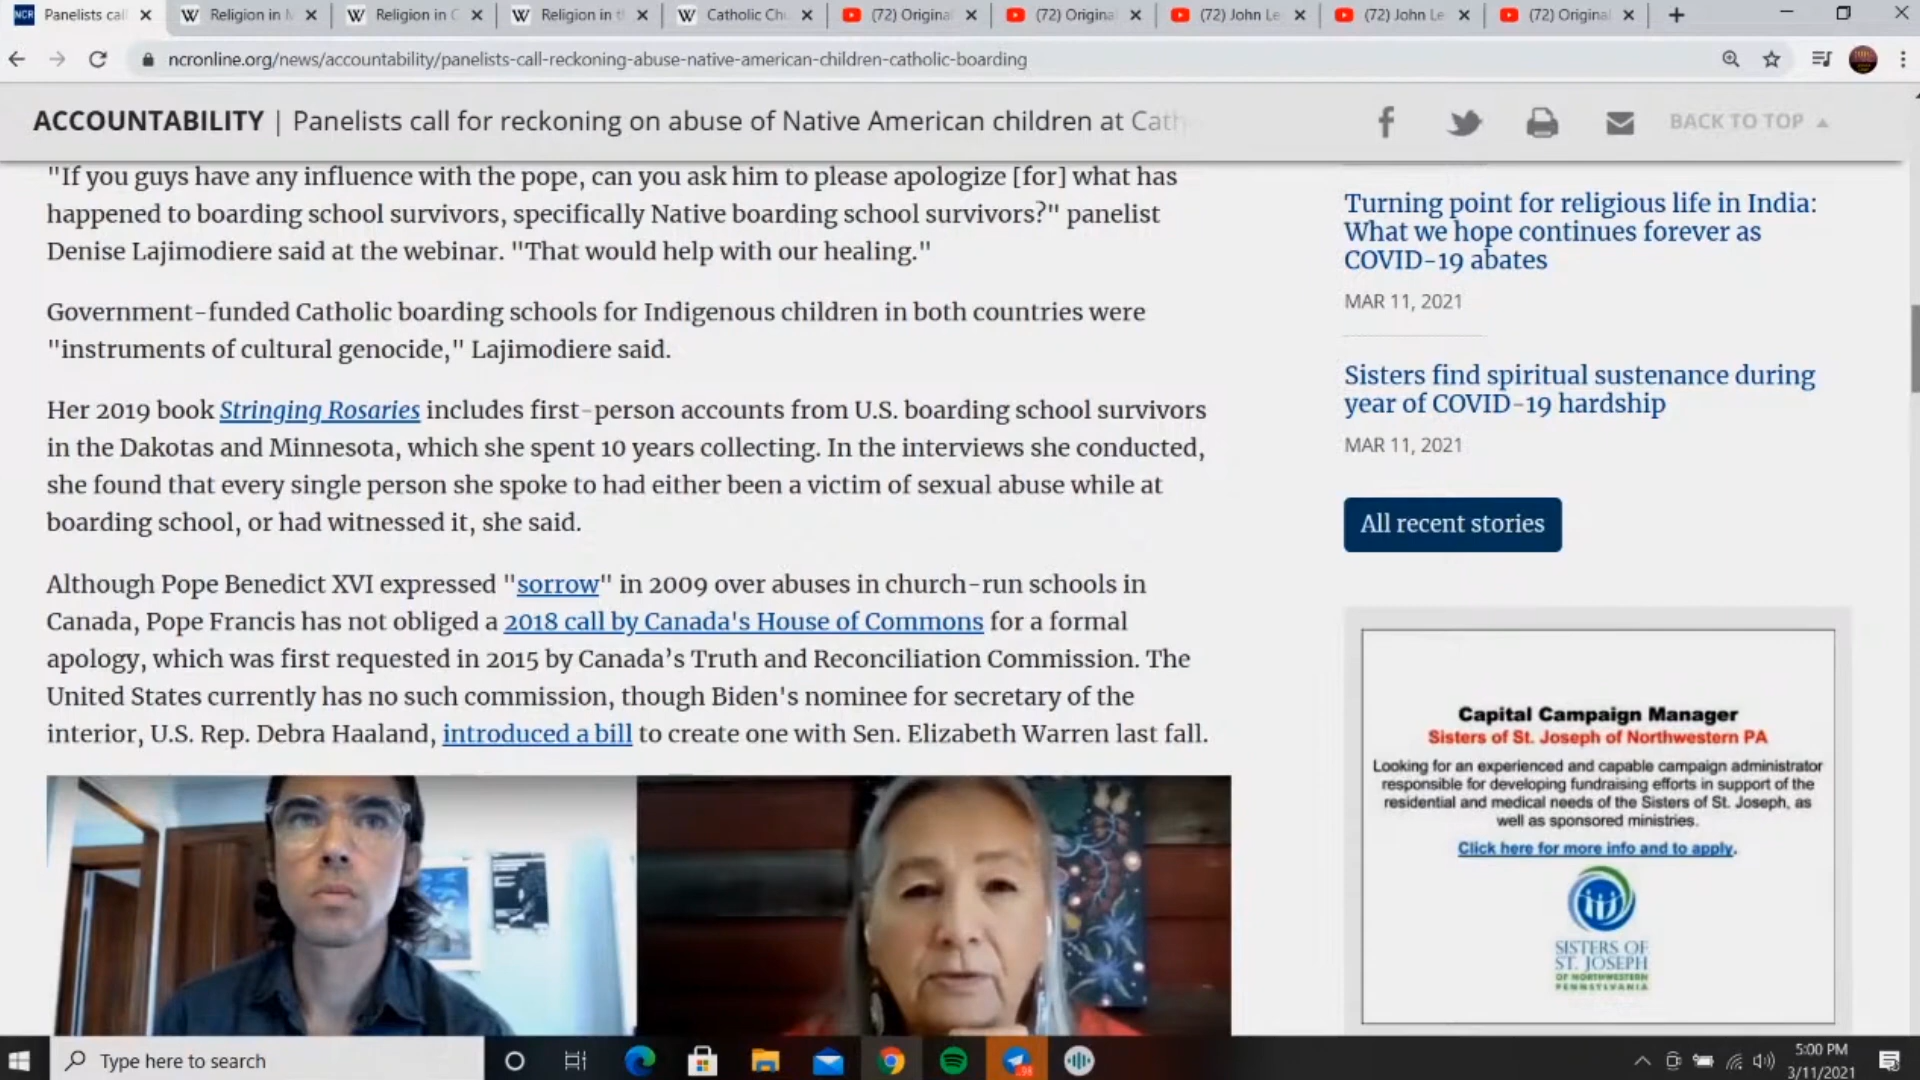 Panelists cal
Religion in
Religion in
Religion in t
Catholic Ch
(72) Origina
(72) Origina
(72) John Le
(72) John Le
(72) Origina
ncronline.org/news/accountability/panelists-call-reckoning-abuse-native-american-children-catholic-boarding
ACCOUNTABILITY | Panelists call for reckoning on abuse of Native American children at Cath
BACK TO TOP
"If you guys have any influence with the pope, can you ask him to please apologize [for] what has
happened to boarding school survivors, specifically Native boarding school survivors?" panelist
Denise Lajimodiere said at the webinar. "That would help with our healing."
Government-funded Catholic boarding schools for Indigenous children in both countries were
"instruments of cultural genocide," Lajimodiere said.
Her 2019 book Stringing Rosaries includes first-person accounts from U.S. boarding school survivors
in the Dakotas and Minnesota, which she spent 10 years collecting. In the interviews she conducted,
she found that every single person she spoke to had either been a victim of sexual abuse while at
boarding school, or had witnessed it, she said.
Although Pope Benedict XVI expressed "sorrow" in 2009 over abuses in church-run schools in
Canada, Pope Francis has not obliged a 2018 call by Canada's House of Commons for a formal
apology, which was first requested in 2015 by Canada’s Truth and Reconciliation Commission. The
United States currently has no such commission, though Biden's nominee for secretary of the
interior, U.S. Rep. Debra Haaland, introduced a bill to create one with Sen. Elizabeth Warren last fall.
Turning point for religious life in India:
What we hope continues forever as
COVID-19 abates
MAR 11, 2021
Sisters find spiritual sustenance during
year of COVID-19 hardship
MAR 11, 2021
All recent stories
Capital Campaign Manager
Sisters of St. Joseph of Northwestern PA
Looking for an experienced and capable campaign administrator
responsible for developing fundraising efforts in support of the
residential and medical needs of the Sisters of St. Joseph, as
well as sponsored ministries.
Click here for more info and to apply.
SISTERS OF
ST. JOSEPH
OF NORTHWESTERN
PENNSYLVANIA
Type here to search
98
5:00 PM
3/11/2021